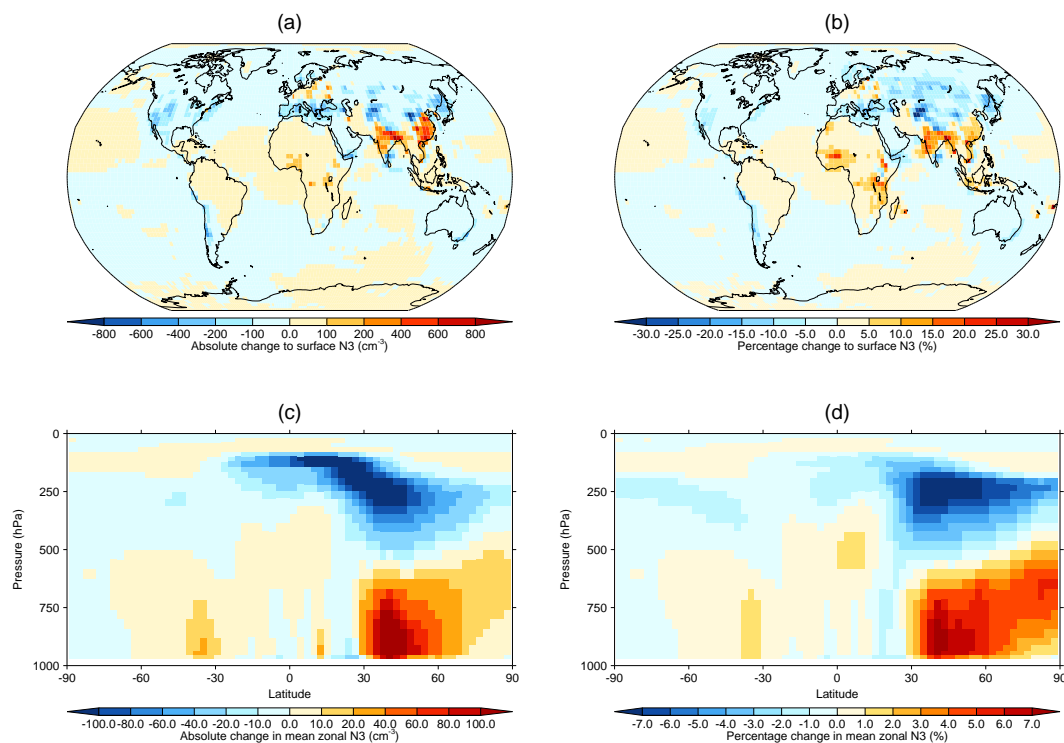 (a)
(b)
-800 -600 -400 -200 -100 0.0 100 200 400 600 800
Absolute change to surface N3 (cm-3)
-30.0 -25.0 -20.0 -15.0 -10.0 -5.0 0.0 5.0 10.0 15.0 20.0 25.0 30.0
Percentage change to surface N3 (%)
(c)
(d)
0
250
500
750
1000
Pressure (hPa)
-90 -60 -30 0 30 60 90
Latitude
-100.0 -80.0 -60.0 -40.0 -20.0 -10.0 0.0 10.0 20.0 40.0 60.0 80.0 100.0
Absolute change in mean zonal N3 (cm-3)
0
250
500
750
1000
Pressure (hPa)
-90 -60 -30 0 30 60 90
Latitude
-7.0 -6.0 -5.0 -4.0 -3.0 -2.0 -1.0 0.0 1.0 2.0 3.0 4.0 5.0 6.0 7.0
Percentage change in mean zonal N3 (%)